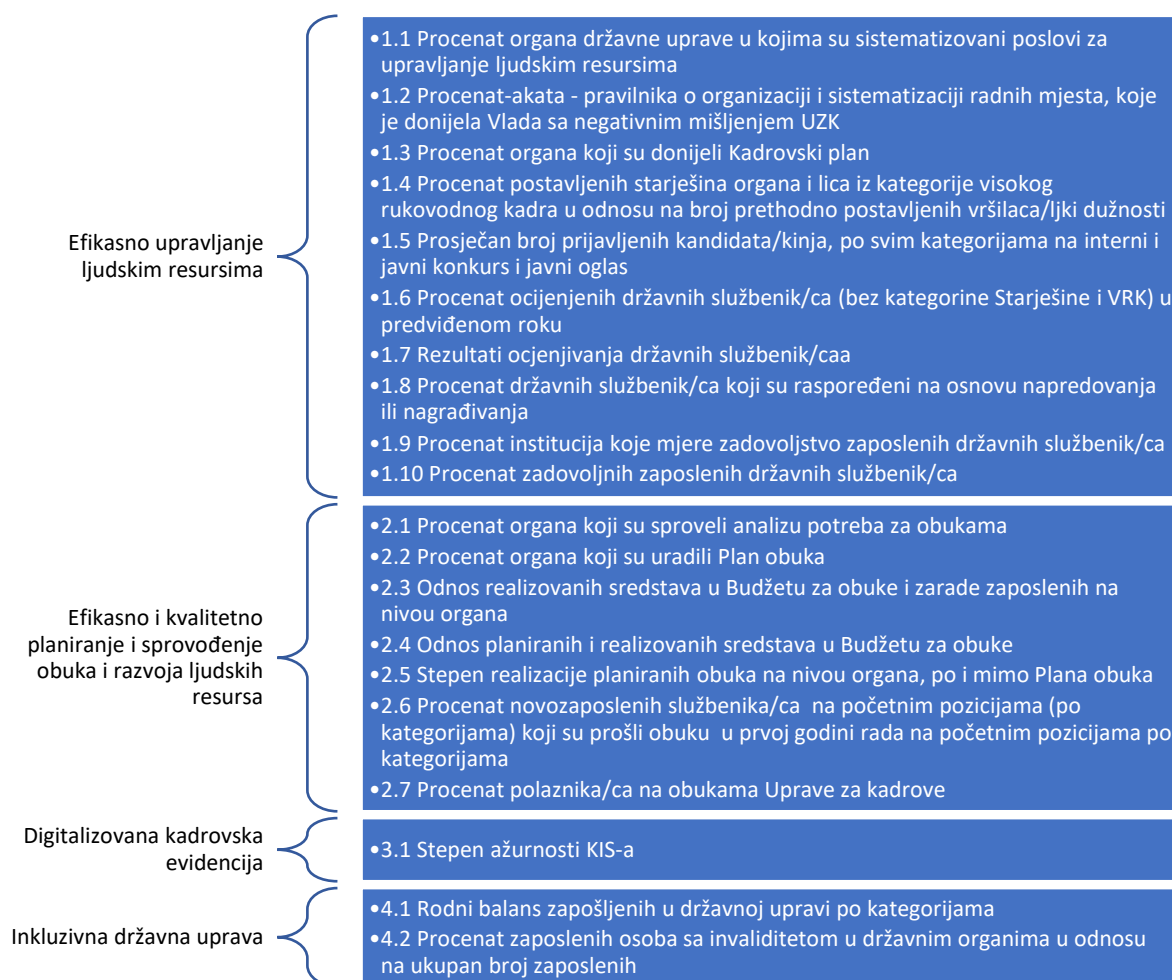 Efikasno upravljanje
ljudskim resursima
•1.1 Procenat organa državne uprave u kojima su sistematizovani poslovi za
upravljanje ljudskim resursima
•1.2 Procenat-akata - pravilnika o organizaciji i sistematizaciji radnih mjesta, koje
je donijela Vlada sa negativnim mišljenjem UZK
•1.3 Procenat organa koji su donijeli Kadrovski plan
•1.4 Procenat postavljenih starješina organa i lica iz kategorije visokog
rukovodnog kadra u odnosu na broj prethodno postavljenih vršilaca/ljki dužnosti
•1.5 Prosječan broj prijavljenih kandidata/kinja, po svim kategorijama na interni i
javni konkurs i javni oglas
•1.6 Procenat ocijenjenih državnih službenik/ca (bez kategorine Starješine i VRK) u
predviđenom roku
•1.7 Rezultati ocjenjivanja državnih službenik/caa
•1.8 Procenat državnih službenik/ca koji su raspoređeni na osnovu napredovanja
ili nagrađivanja
•1.9 Procenat institucija koje mjere zadovoljstvo zaposlenih državnih službenik/ca
•1.10 Procenat zadovoljnih zaposlenih državnih službenik/ca
Efikasno i kvalitetno
planiranje i sprovođenje
obuka i razvoja ljudskih
resursa
•2.1 Procenat organa koji su sproveli analizu potreba za obukama
•2.2 Procenat organa koji su uradili Plan obuka
•2.3 Odnos realizovanih sredstava u Budžetu za obuke i zarade zaposlenih na
nivou organa
•2.4 Odnos planiranih i realizovanih sredstava u Budžetu za obuke
•2.5 Stepen realizacije planiranih obuka na nivou organa, po i mimo Plana obuka
•2.6 Procenat novozaposlenih službenika/ca na početnim pozicijama (po
kategorijama) koji su prošli obuku u prvoj godini rada na početnim pozicijama po
kategorijama
•2.7 Procenat polaznika/ca na obukama Uprave za kadrove
Digitalizovana kadrovska
evidencija
•3.1 Stepen ažurnosti KIS-a
Inkluzivna državna uprava
•4.1 Rodni balans zapošljenih u državnoj upravi po kategorijama
•4.2 Procenat zaposlenih osoba sa invaliditetom u državnim organima u odnosu
na ukupan broj zaposlenih